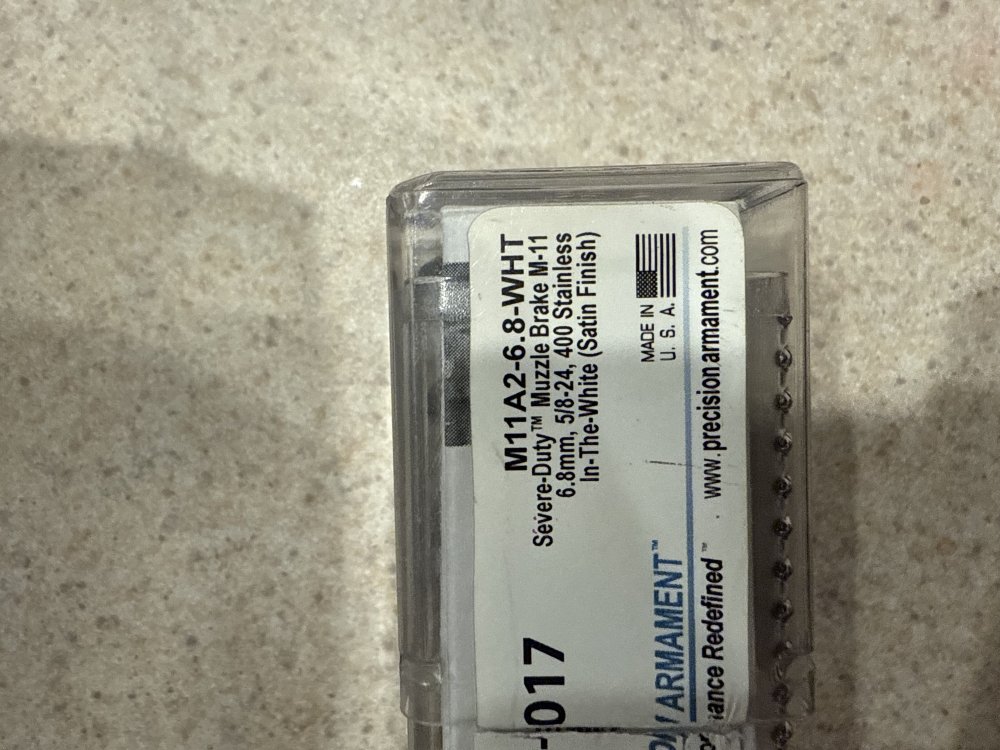 M11A2-6.8-WHT
Severe-Duty™ Muzzle Brake M-11
6.8mm, 5/8-24, 400 Stainless
In-The-White (Satin Finish)
MADE IN
U. S. A.
-017
ARMAMENT™
Redefined™
www.precisionarmament.com